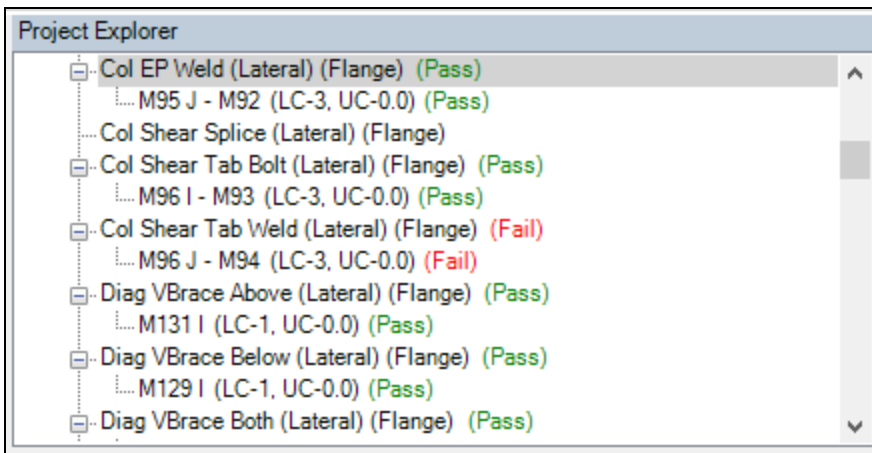 Project Explorer
Col EP Weld (Lateral) (Flange) (Pass)
M95 J - M92 (LC-3, UC-0.0) (Pass)
Col Shear Splice (Lateral) (Flange)
Col Shear Tab Bolt (Lateral) (Flange) (Pass)
M96 I - M93 (LC-3, UC-0.0) (Pass)
Col Shear Tab Weld (Lateral) (Flange) (Fail)
M96 J - M94 (LC-3, UC-0.0) (Fail)
Diag VBrace Above (Lateral) (Flange) (Pass)
M131 I (LC-1, UC-0.0) (Pass)
Diag VBrace Below (Lateral) (Flange) (Pass)
M129 I (LC-1, UC-0.0) (Pass)
Diag VBrace Both (Lateral) (Flange) (Pass)